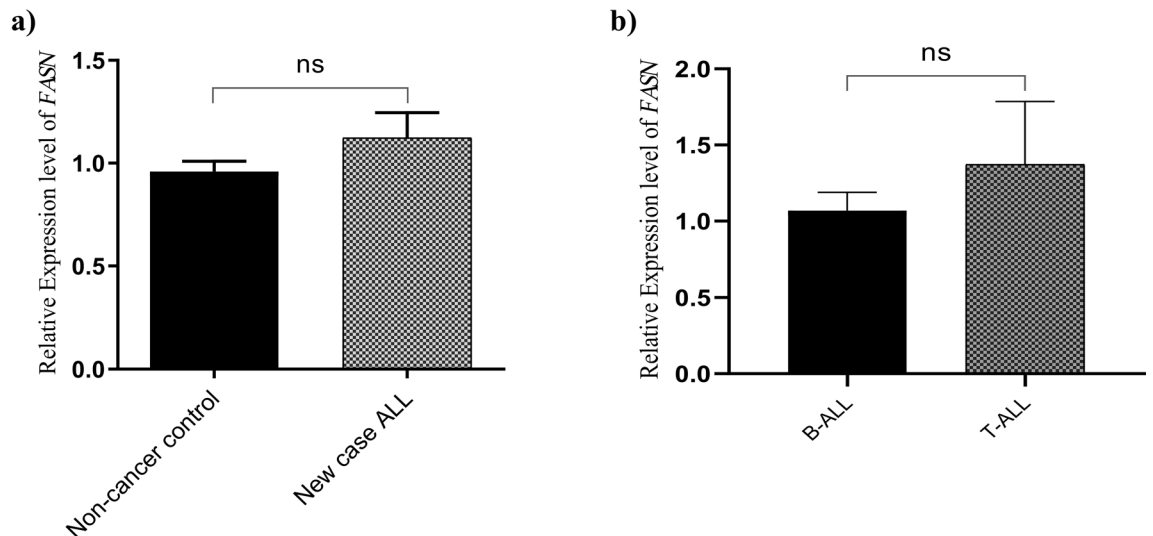 a)
Relative Expression level of FASN
1.5
1.0
0.5
0.0
ns
Non-cancer control
New case ALL
b)
Relative Expression level of FASN
2.0
1.5
1.0
0.5
0.0
ns
B-ALL
T-ALL